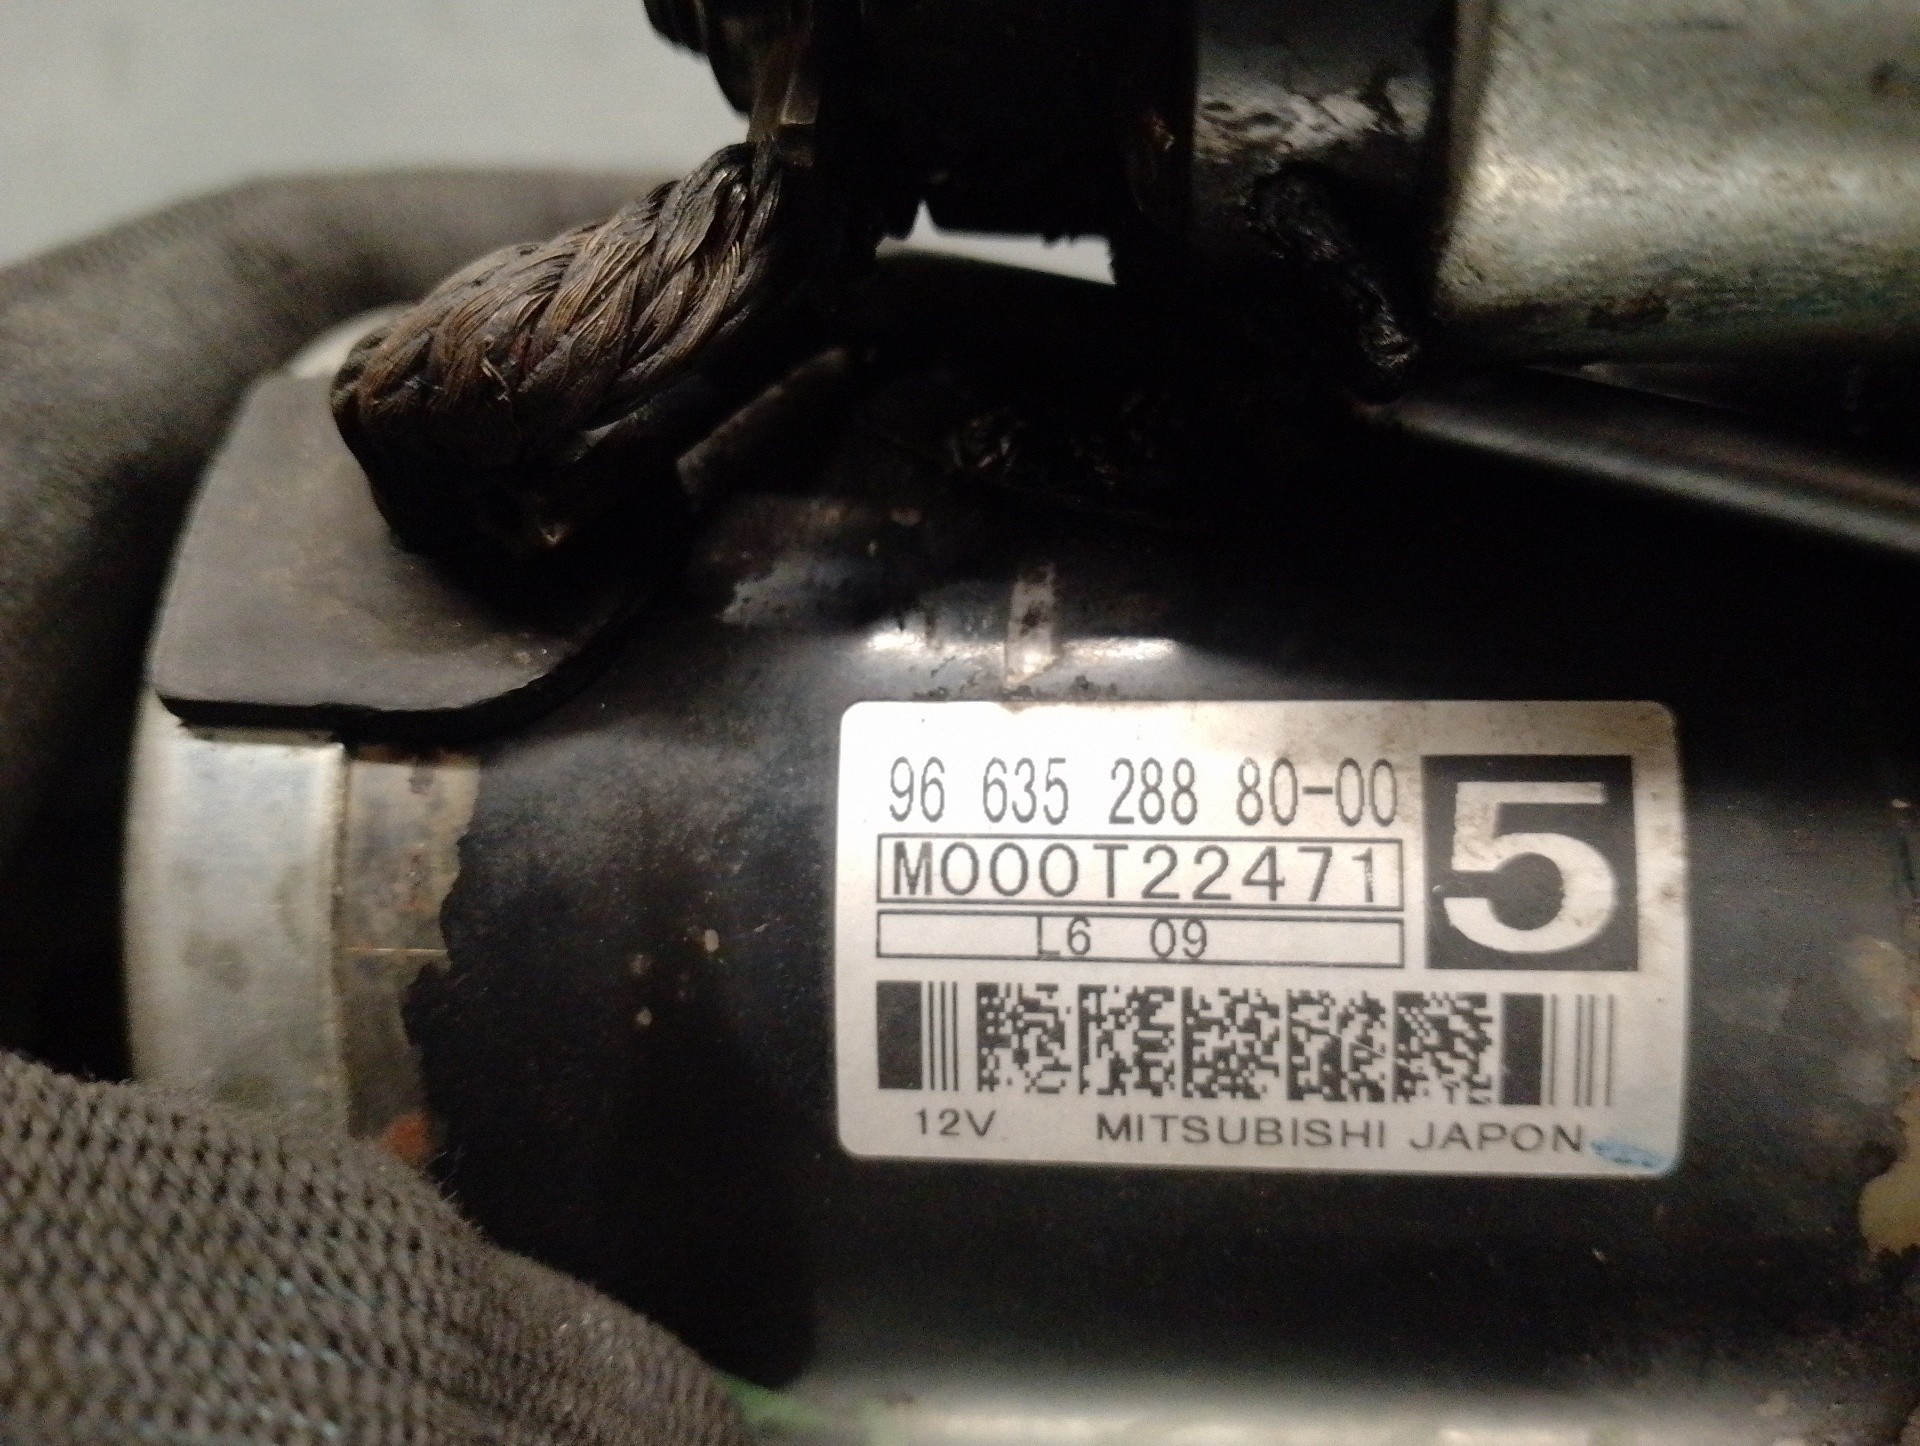 96 635 288 80-00
5
M000T22471
L6 09
12V MITSUBISHI JAPON